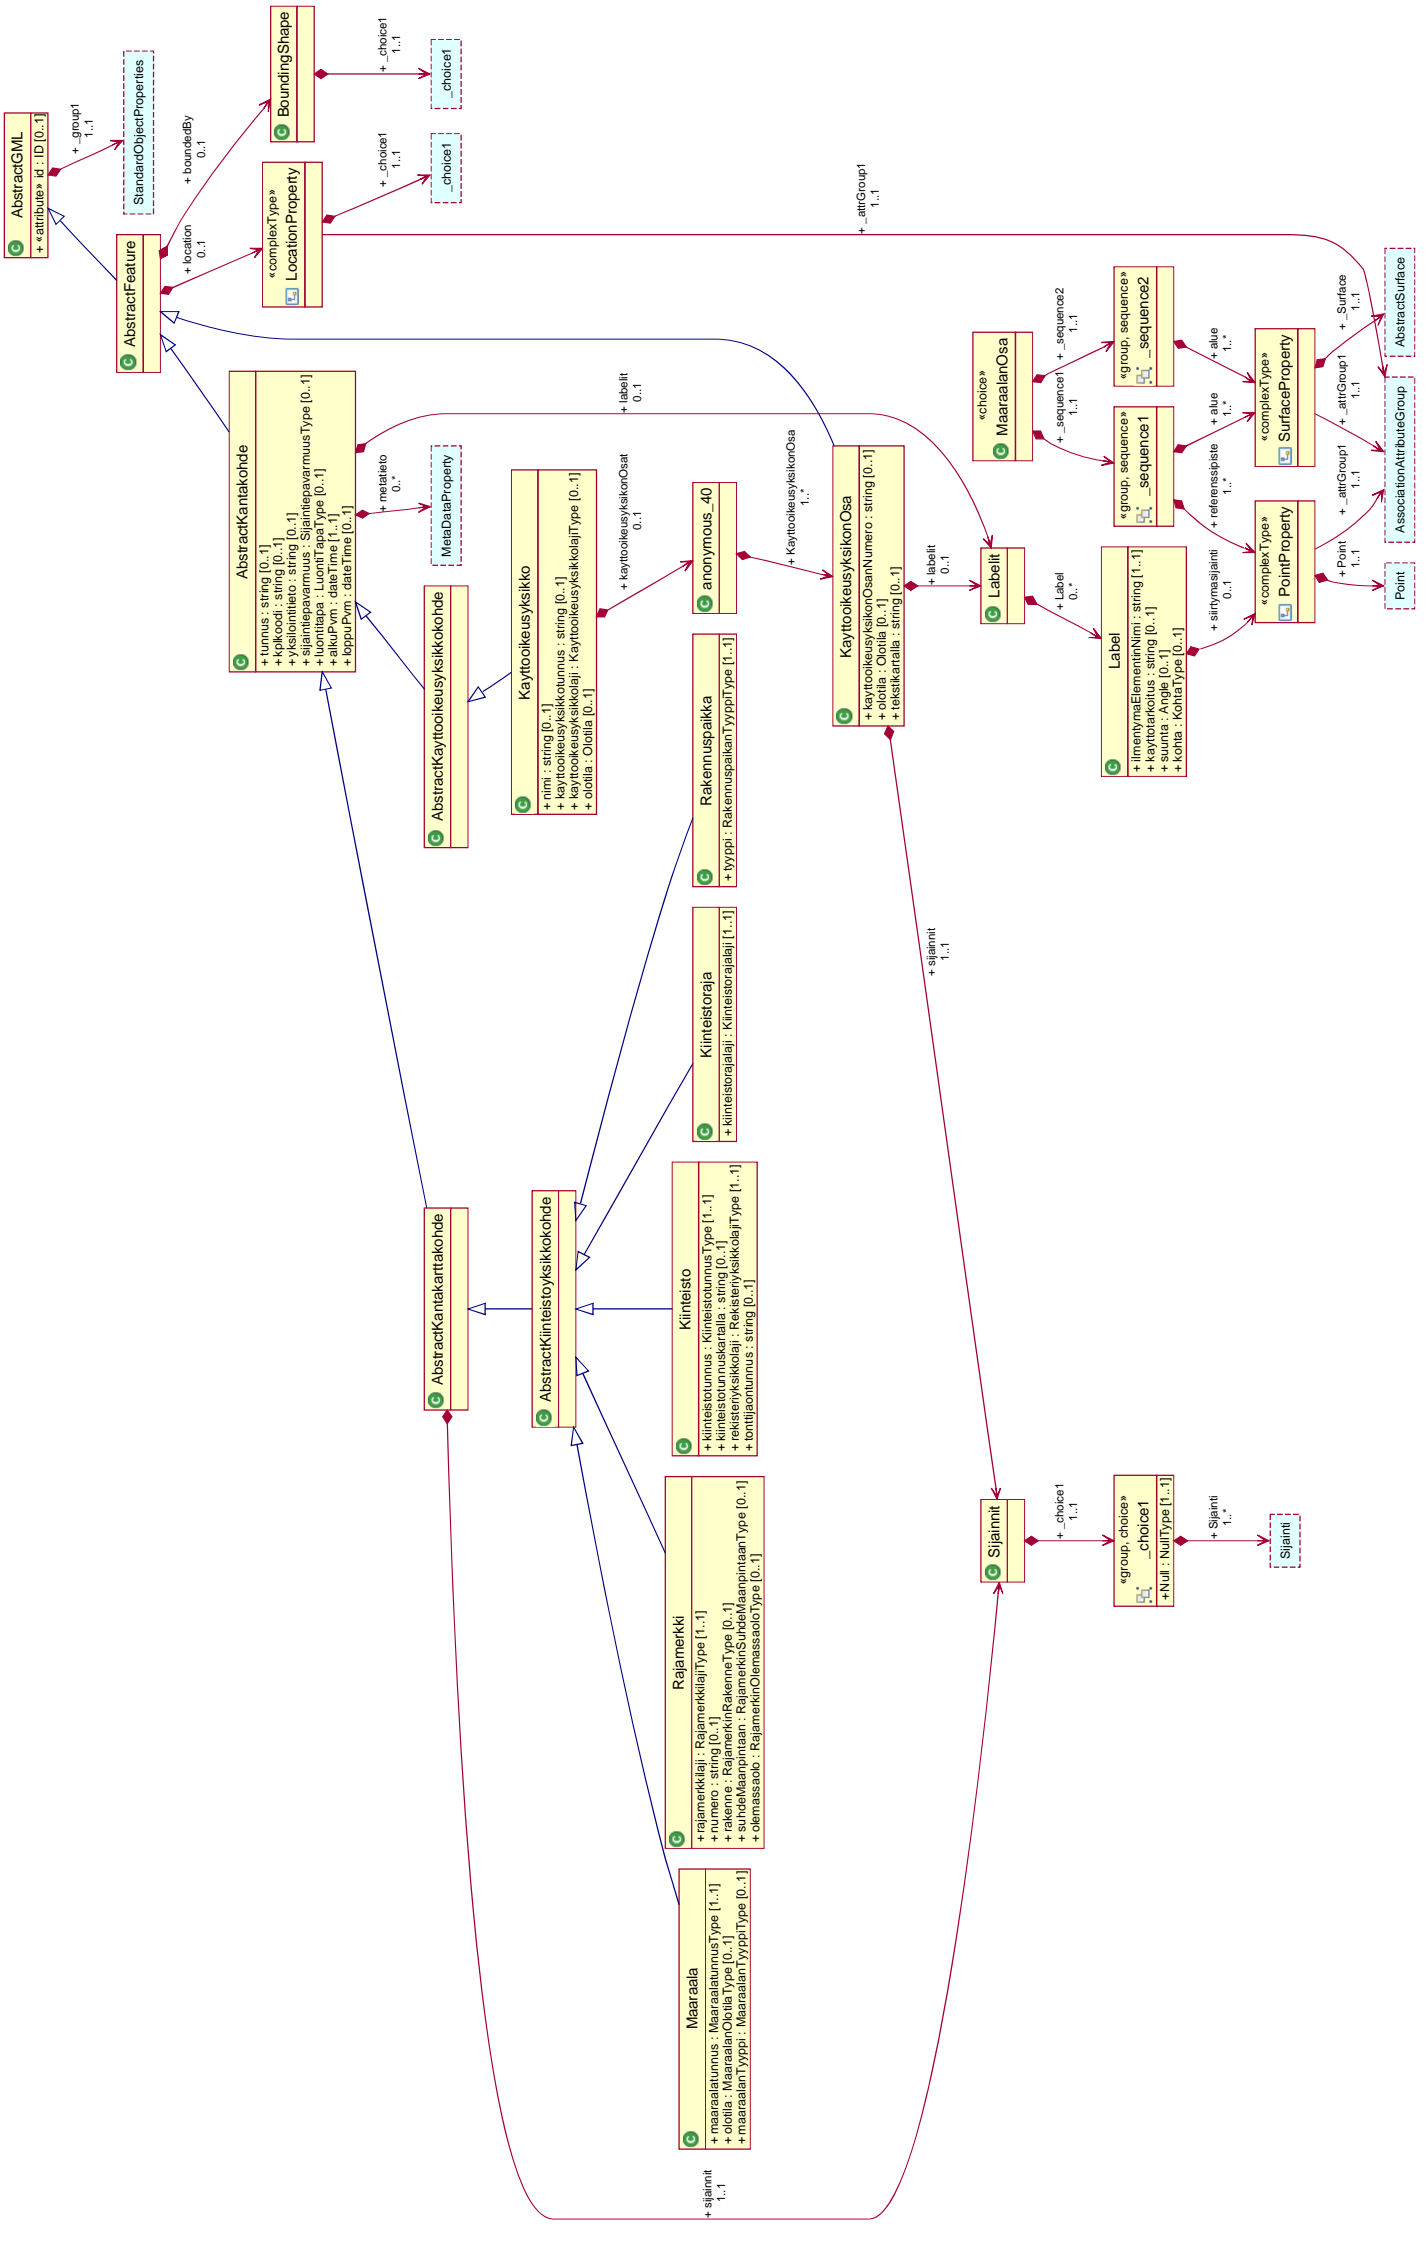 AbstractGML
+ «attribute» id : ID [0..1]
+ _group1
1..1
StandardObjectProperties
AbstractFeature
+ boundedBy
0..1
+ location
0..1
BoundingShape
+ _choice1
1..1
_choice1
«complexType»
LocationProperty
+ _choice1
1..1
_choice1
+ _attrGroup1
1..1
AbstractKantakohde
+ tunnus : string [0..1]
+ kplkoodi : string [0..1]
+ yksilointitieto : string [0..1]
+ sijaintiepavarmuus : SijaintiepavarmuusType [0..1]
+ luontitapa : LuontiTapaType [0..1]
+ alkuPvm : dateTime [1..1]
+ loppuPvm : dateTime [0..1]
+ labelit
0..1
+ metatieto
0..*
MetaDataProperty
AbstractKantakarttakohde
AbstractKayttooikeusyksikkokohde
Kayttooikeusyksikko
+ nimi : string [0..1]
+ kayttooikeusyksikkotunnus : string [0..1]
+ kayttooikeusyksikkolaji : KayttooikeusyksikkolajiType [0..1]
+ olotila : Olotila [0..1]
+ kayttooikeusyksikonOsat
0..1
AbstractKiinteistoyksikkokohde
Maaraala
+ maaraalatunnus : MaaraalatunnusType [1..1]
+ olotila : MaaraalanOlotilaType [0..1]
+ maaraalanTyyppi : MaaraalanTyyppiType [0..1]
Rajamerkki
+ rajamerkkilaji : RajamerkkilajiType [1..1]
+ numero : string [0..1]
+ rakenne : RajamerkinRakenneType [0..1]
+ suhdeMaanpintaan : RajamerkinSuhdeMaanpintaanType [0..1]
+ olemassaolo : RajamerkinOlemassaoloType [0..1]
Kiinteisto
+ kiinteistotunnus : KiinteistotunnusType [1..1]
+ kiinteistotunnuskartalla : string [0..1]
+ rekisteriyksikkolaji : RekisteriyksikkolajiType [1..1]
+ tonttijaontunnus : string [0..1]
Kiinteistoraja
+ kiinteistorajalaji : Kiinteistorajalaji [1..1]
Rakennuspaikka
+ tyyppi : RakennuspaikanTyyppiType [1..1]
anonymous_40
+ KayttooikeusyksikonOsa
1..*
+ sijainnit
1..1
KayttooikeusyksikonOsa
+ kayttooikeusyksikonOsanNumero : string [0..1]
+ olotila : Olotila [0..1]
+ tekstikartalla : string [0..1]
+ sijainnit
1..1
+ labelit
0..1
Sijainnit
+ _choice1
1..1
Labelit
+ Label
0..*
«choice»
MaaraalanOsa
+ _sequence1
1..1
+ _sequence2
1..1
«group, choice»
_choice1
+Null : NullType [1..1]
+ Sijainti
1..*
Sijainti
Label
+ ilmentymaElementinNimi : string [1..1]
+ kayttotarkoitus : string [0..1]
+ suunta : Angle [0..1]
+ kohta : KohtaType [0..1]
+ siirtymasijainti
0..1
«group, sequence»
_sequence1
+ referenssipiste
1..*
+ alue
1..*
«group, sequence»
_sequence2
+ alue
1..*
«complexType»
PointProperty
+ Point
1..1
+ _attrGroup1
1..1
«complexType»
SurfaceProperty
+ _attrGroup1
1..1
+ _Surface
1..1
Point
AssociationAttributeGroup
AbstractSurface